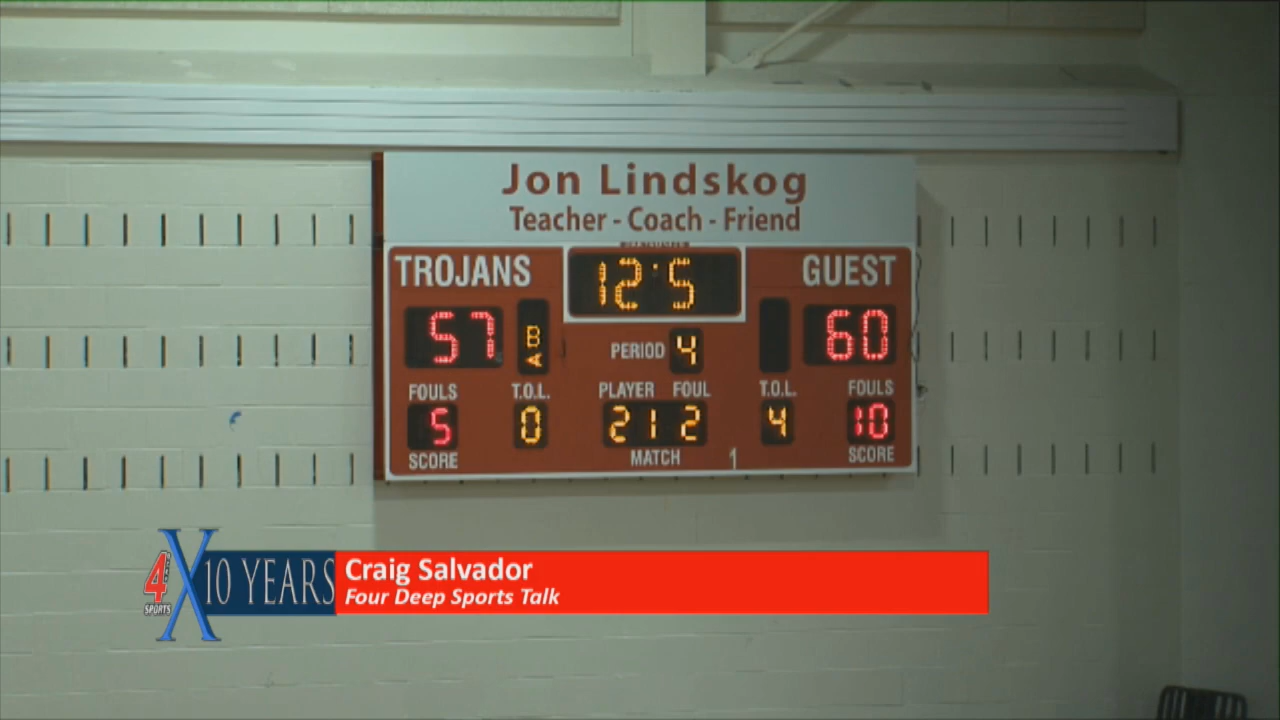 Jon Lindskog
Teacher - Coach - Friend
TROJANS
12:5
GUEST
57
B
A
PERIOD 4
60
FOULS
T.O.L.
PLAYER FOUL
T.O.L.
FOULS
5
0
21 2
4
10
SCORE
MATCH 1
SCORE
4
SPORTS
X
10 YEARS
Craig Salvador
Four Deep Sports Talk